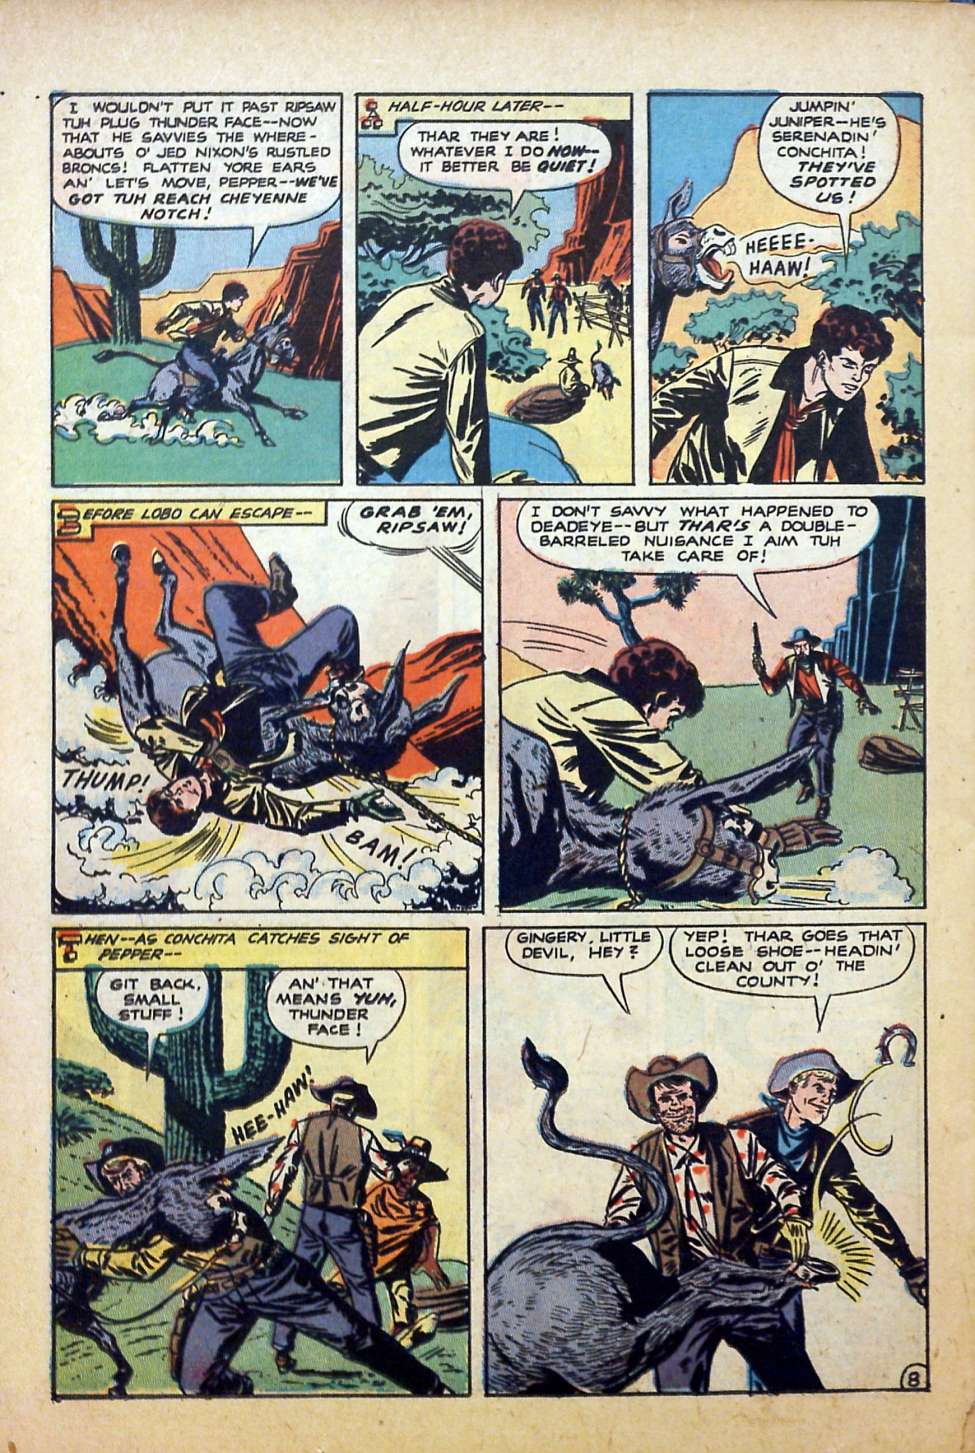 I WOULDN'T PUT IT PAST RIPSAW
TUH PLUG THUNDER FACE--NOW
THAT HE SAVVIES THE WHERE-
ABOUTS O' JED NIXON'S RUSTLED
BRONCS! FLATTEN YORE EARS
AN' LET'S MOVE, PEPPER--WE'VE
GOT TUH REACH CHEYENNE
NOTCH!
HALF-HOUR LATER--
THAR THEY ARE!
WHATEVER I DO NOW--
IT BETTER BE QUIET!
JUMPIN'
JUNIPER--HE'S
SERENADIN'
CONCHITA!
THEY'VE
SPOTTED
US!
HEEEE-
HAAW!
BEFORE LOBO CAN ESCAPE--
GRAB 'EM,
RIPSAW!
THUMP!
BAM!
I DON'T SAVVY WHAT HAPPENED TO
DEADEYE--BUT THAR'S A DOUBLE-
BARRELED NUISANCE I AIM TUH
TAKE CARE OF!
THEN--AS CONCHITA CATCHES SIGHT OF
PEPPER--
GIT BACK,
SMALL
STUFF!
AN' THAT
MEANS YUH,
THUNDER
FACE!
HEE-HAW!
GINGERY, LITTLE
DEVIL, HEY?
YEP! THAR GOES THAT
LOOSE SHOE--HEADIN'
CLEAN OUT O' THE
COUNTY!
8